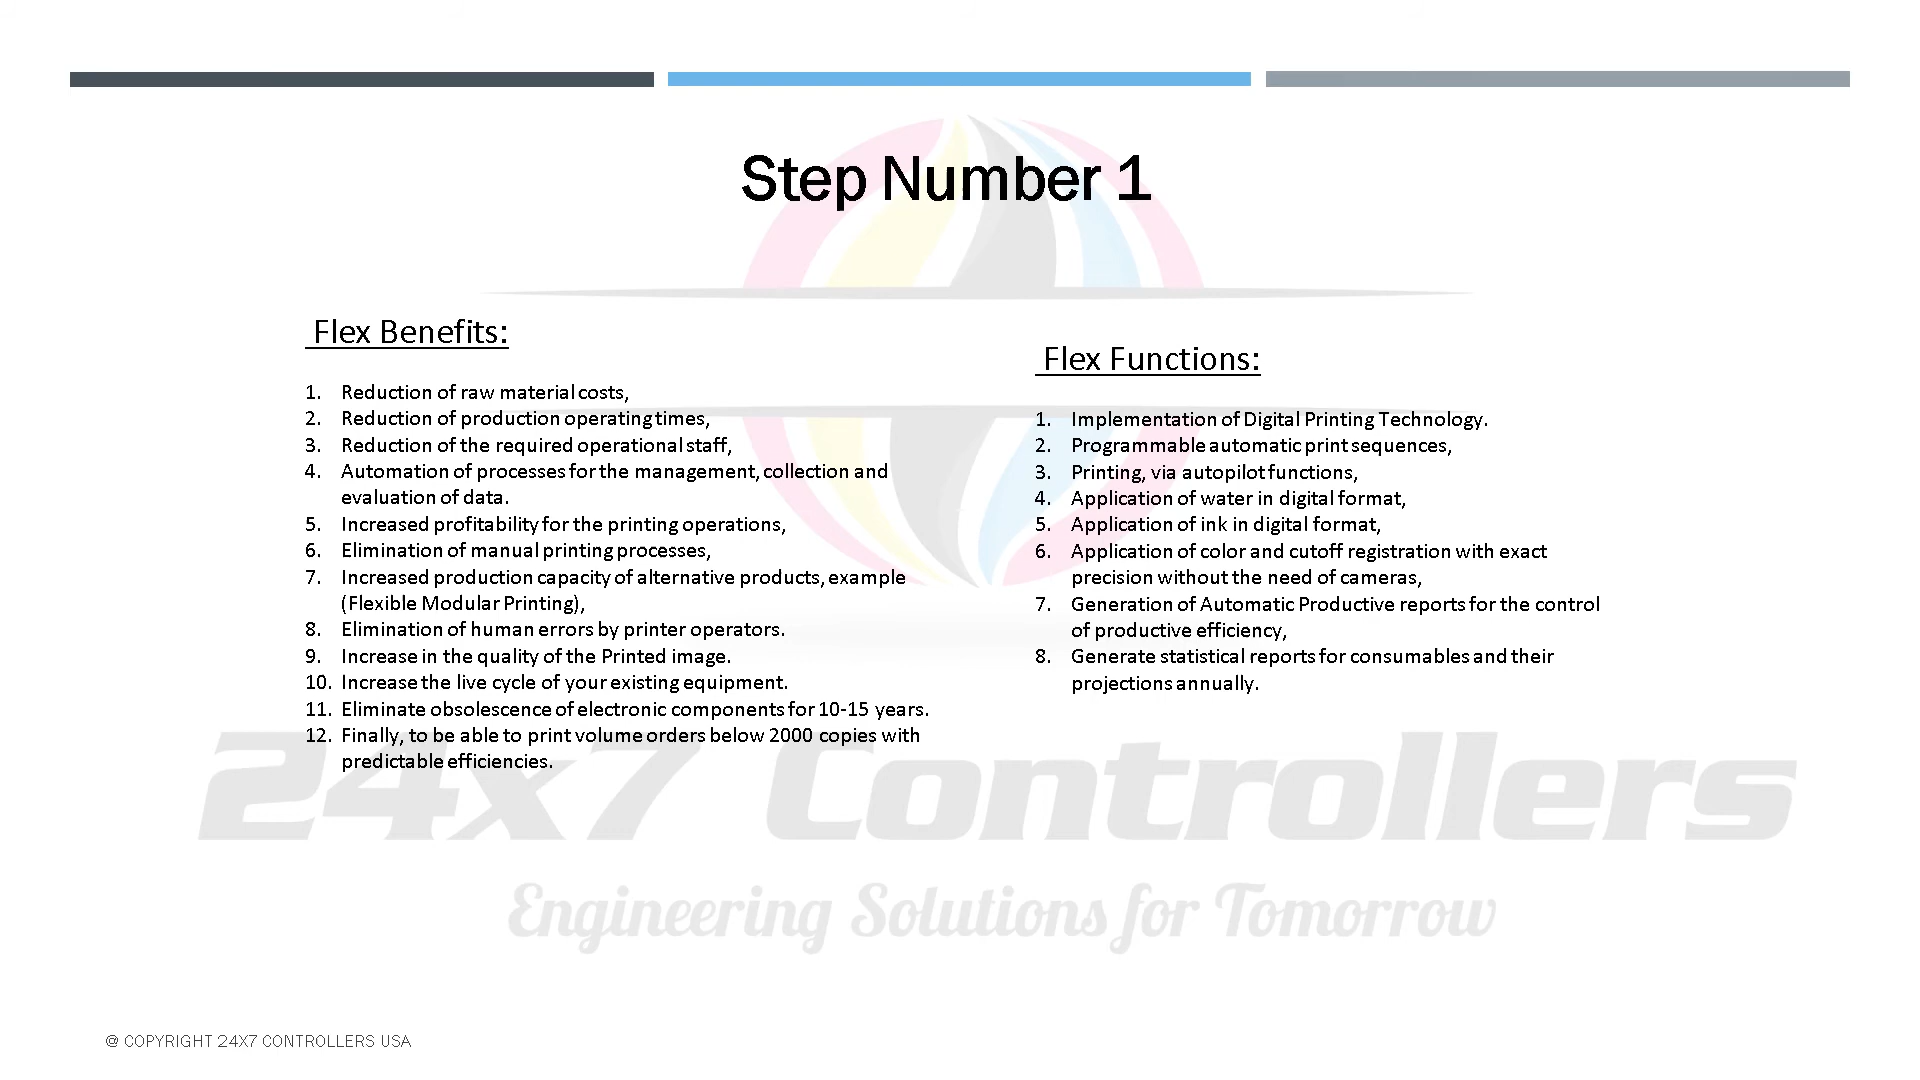 Step Number 1
Flex Benefits:
1. Reduction of raw material costs,
2. Reduction of production operating times,
3. Reduction of the required operational staff,
4. Automation of processes for the management, collection and
evaluation of data.
5. Increased profitability for the printing operations,
6. Elimination of manual printing processes,
7. Increased production capacity of alternative products, example
(Flexible Modular Printing),
8. Elimination of human errors by printer operators.
9. Increase in the quality of the Printed image.
10. Increase the live cycle of your existing equipment.
11. Eliminate obsolescence of electronic components for 10-15 years.
12. Finally, to be able to print volume orders below 2000 copies with
predictable efficiencies.
Flex Functions:
1. Implementation of Digital Printing Technology.
2. Programmable automatic print sequences,
3. Printing, via autopilot functions,
4. Application of water in digital format,
5. Application of ink in digital format,
6. Application of color and cutoff registration with exact
precision without the need of cameras,
7. Generation of Automatic Productive reports for the control
of productive efficiency,
8. Generate statistical reports for consumables and their
projections annually.
24x7 Controllers
Engineering Solutions for Tomorrow
@ COPYRIGHT 24X7 CONTROLLERS USA